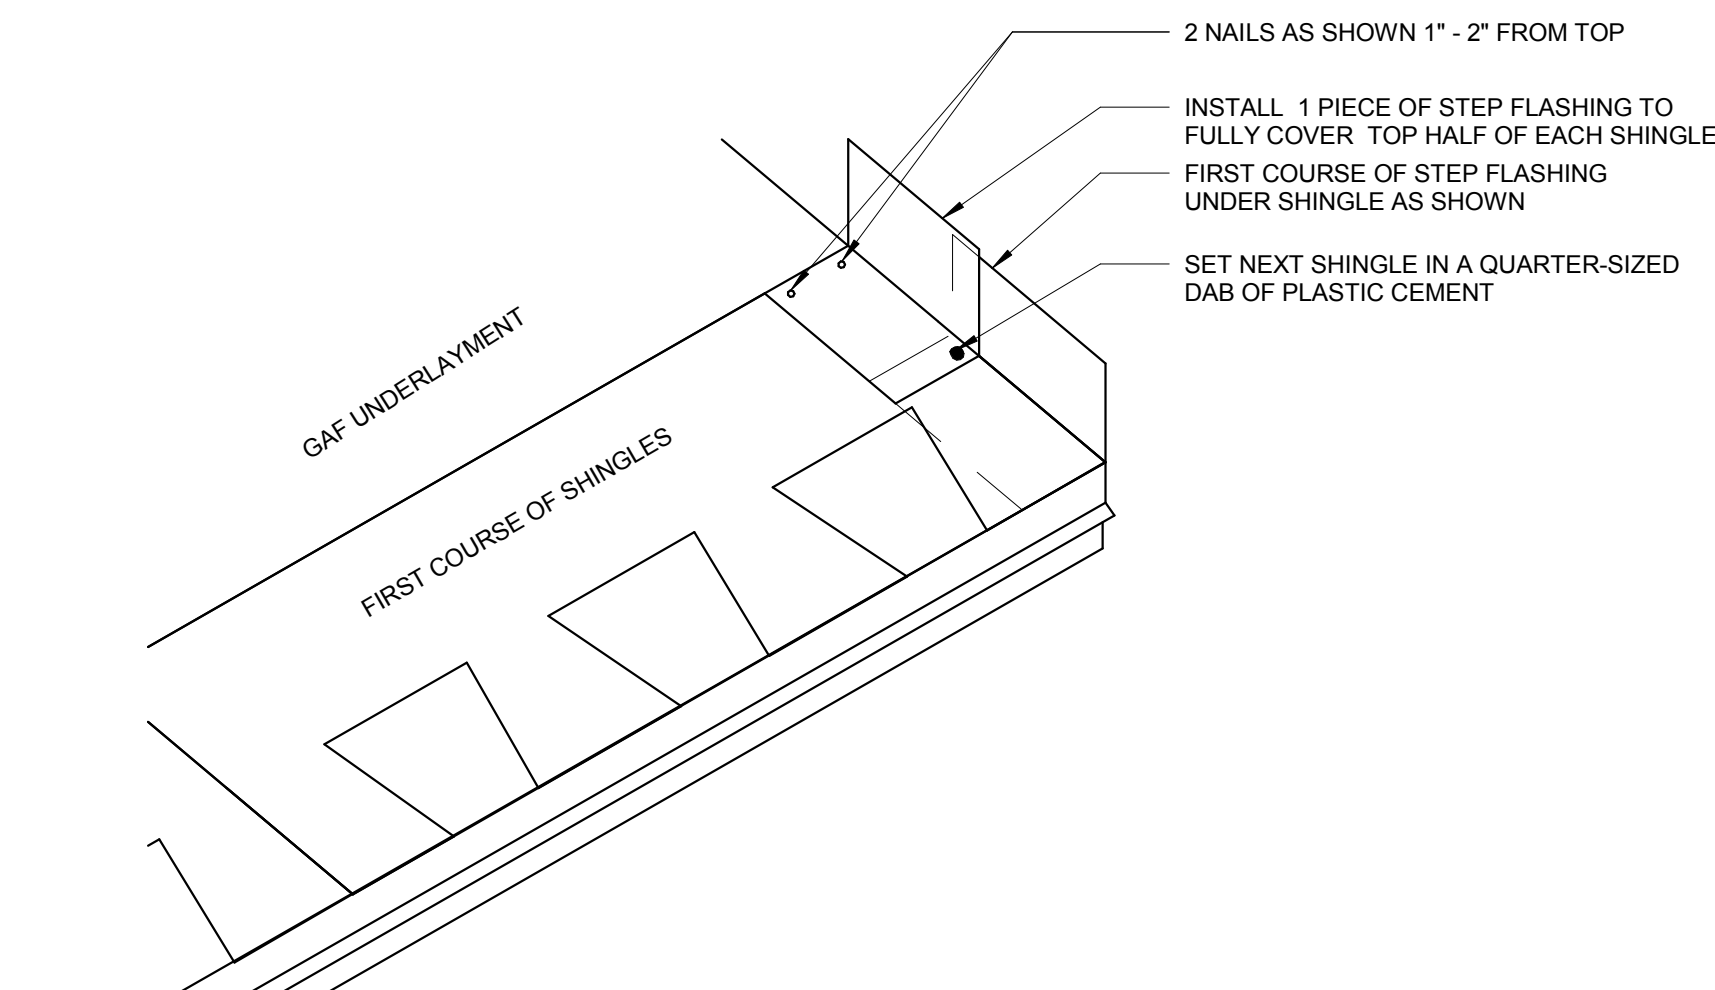 2 NAILS AS SHOWN 1" - 2" FROM TOP
INSTALL 1 PIECE OF STEP FLASHING TO
FULLY COVER TOP HALF OF EACH SHINGLE
FIRST COURSE OF STEP FLASHING
UNDER SHINGLE AS SHOWN
SET NEXT SHINGLE IN A QUARTER-SIZED
DAB OF PLASTIC CEMENT
GAF UNDERLAYMENT
FIRST COURSE OF SHINGLES